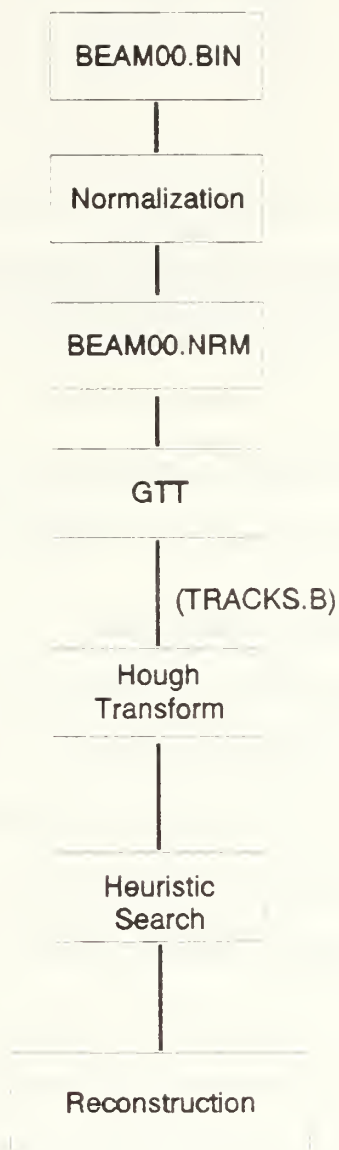 BEAM00.BIN
Normalization
BEAM00.NRM
GTT
(TRACKS.B)
Hough
Transform
Heuristic
Search
Reconstruction